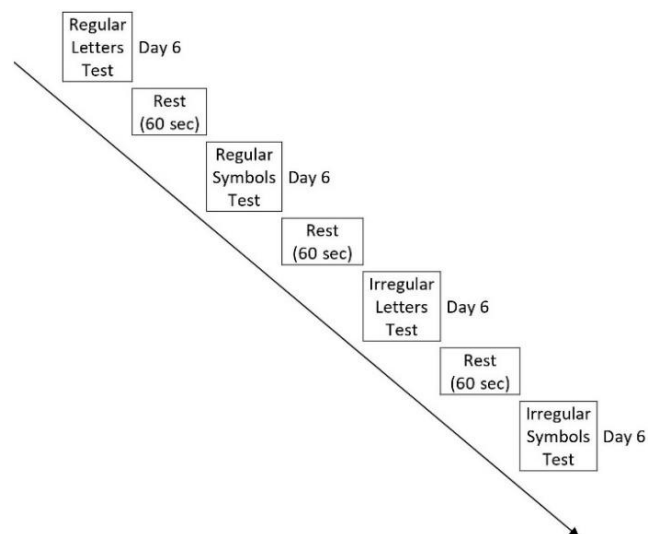 Regular
Letters
Test
Day 6
Rest
(60 sec)
Regular
Symbols
Test
Day 6
Rest
(60 sec)
Irregular
Letters
Test
Day 6
Rest
(60 sec)
Irregular
Symbols
Test
Day 6